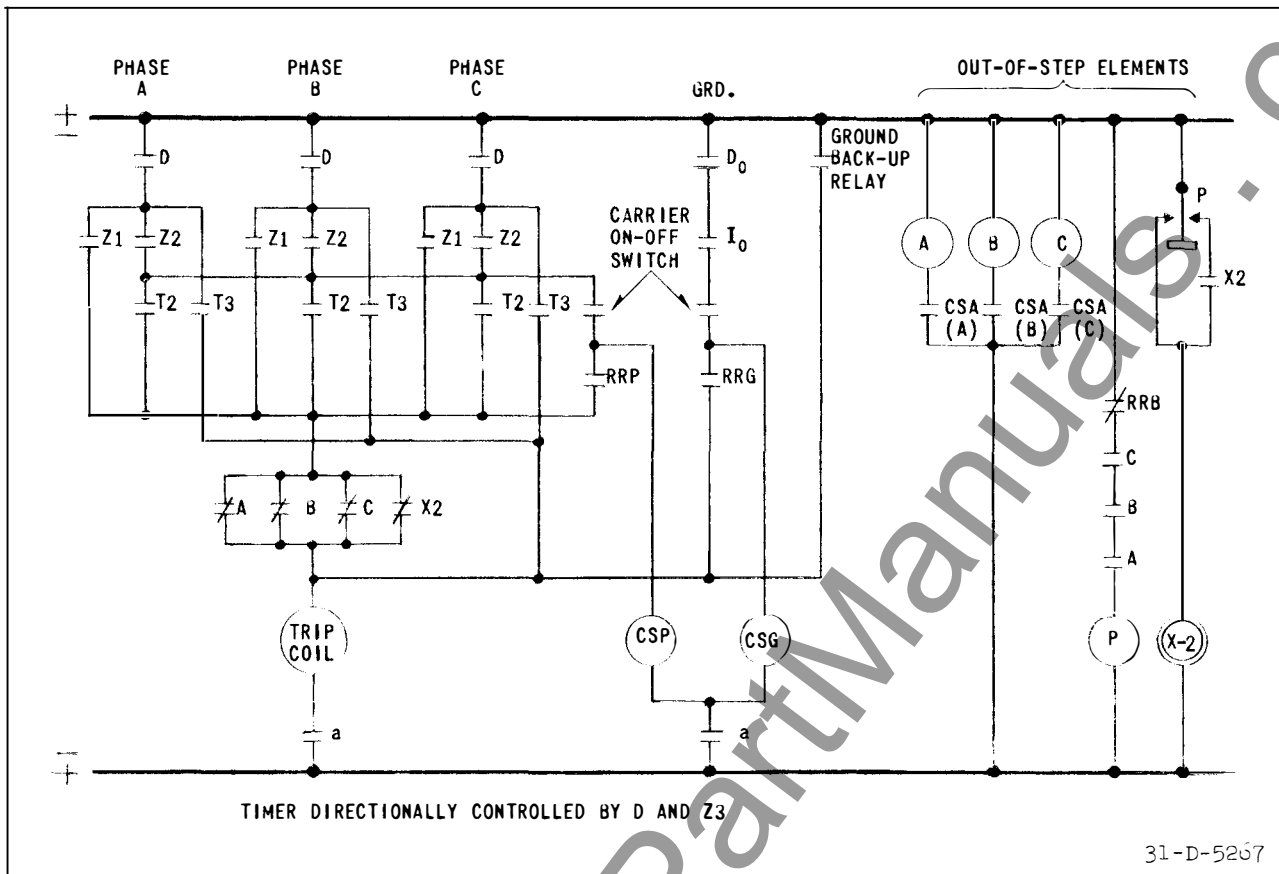 PHASE A
PHASE B
PHASE C
GRD.
OUT-OF-STEP ELEMENTS
+
−
D
D
D
D₀
GROUND BACK-UP RELAY
P
Z1
Z2
Z1
Z2
Z1
Z2
CARRIER ON-OFF SWITCH
I₀
A
B
C
X2
T2
T3
T2
T3
T2
T3
CSA (A)
CSA (B)
CSA (C)
RRP
RRG
RRB
C
B
A
A
B
C
X2
TRIP COIL
CSP
CSG
P
X-2
a
a
−
+
TIMER DIRECTIONALLY CONTROLLED BY D AND Z3
31-D-5267
PartManuals